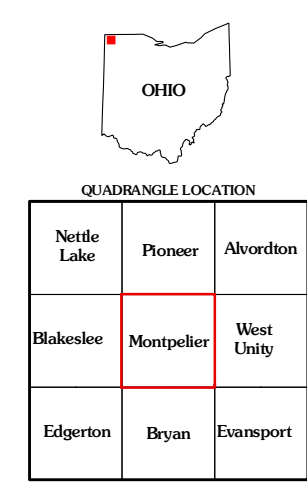 OHIO
QUADRANGLE LOCATION
Nettle
Lake
Pioneer
Alvordton
Blakeslee
Montpelier
West
Unity
Edgerton
Bryan
Evansport